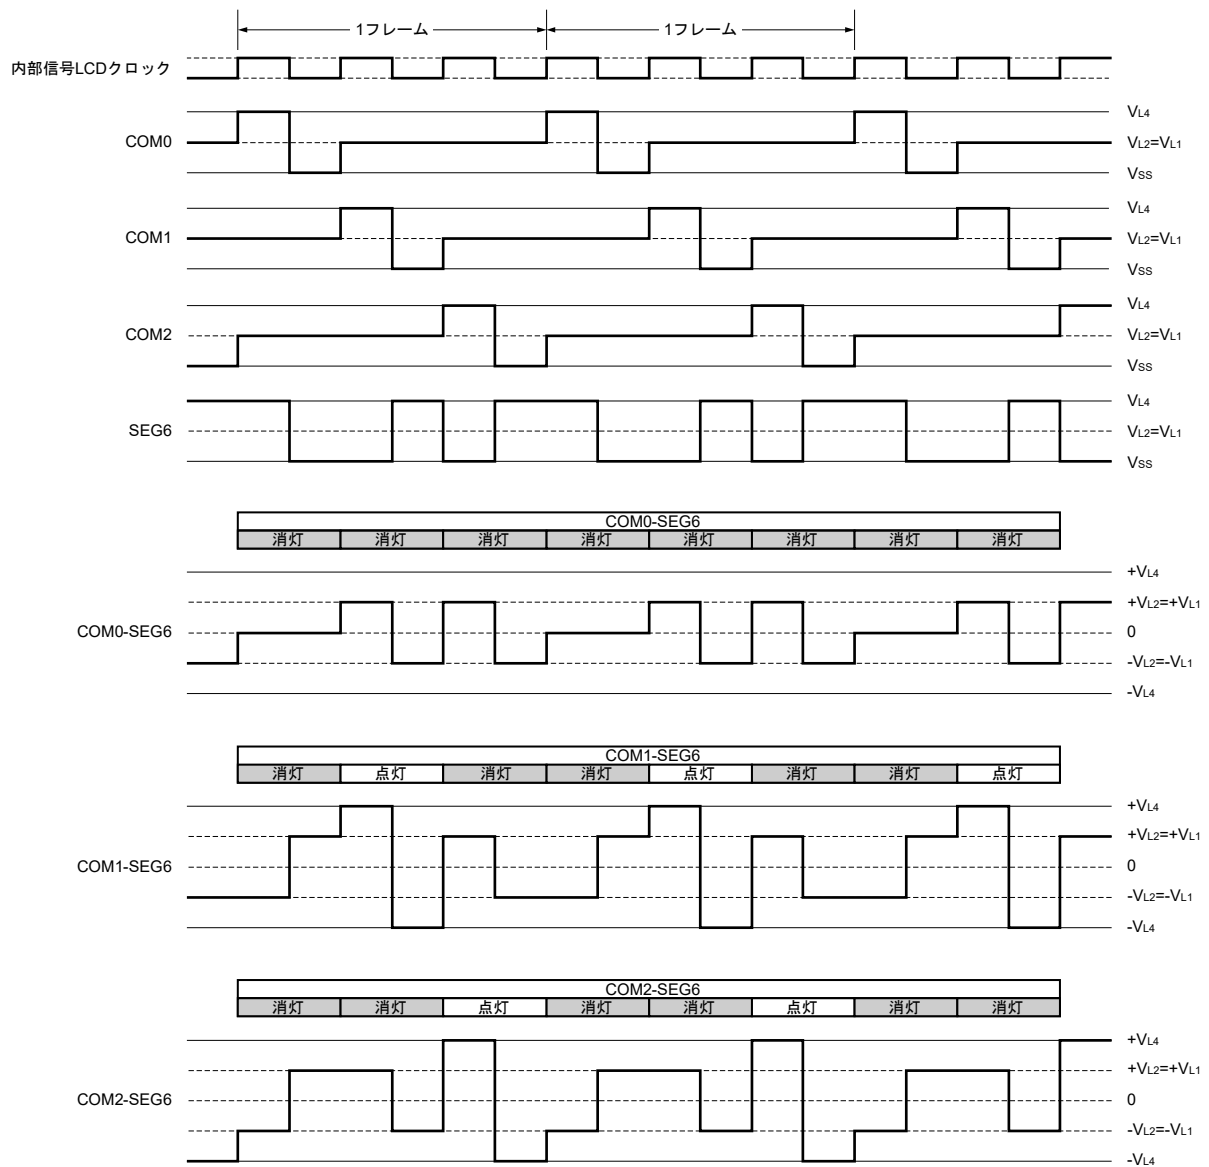 1フレーム 1フレーム
内部信号LCDクロック
VL4
COM0 VL2=VL1
VSS
VL4
COM1 VL2=VL1
VSS
VL4
COM2 VL2=VL1
VSS
VL4
SEG6 VL2=VL1
VSS
COM0-SEG6
消灯 消灯 消灯 消灯 消灯 消灯 消灯 消灯
+VL4
+VL2=+VL1
COM0-SEG6 0
-VL2=-VL1
-VL4
COM1-SEG6
消灯 点灯 消灯 消灯 点灯 消灯 消灯 点灯
+VL4
+VL2=+VL1
COM1-SEG6 0
-VL2=-VL1
-VL4
COM2-SEG6
消灯 消灯 点灯 消灯 消灯 点灯 消灯 消灯
+VL4
+VL2=+VL1
COM2-SEG6 0
-VL2=-VL1
-VL4